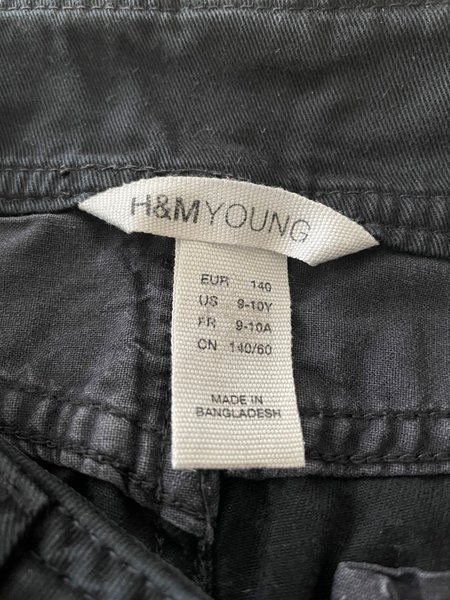 H&MYOUNG
EUR 140
US 9-10Y
FR 9-10A
CN 140/60
MADE IN
BANGLADESH